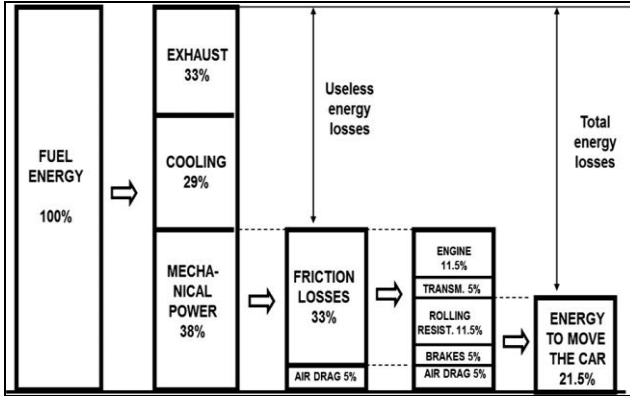 FUEL
ENERGY
100%
EXHAUST
33%
COOLING
29%
MECHA-
NICAL
POWER
38%
Useless
energy
losses
FRICTION
LOSSES
33%
AIR DRAG 5%
ENGINE
11.5%
TRANSM. 5%
ROLLING
RESIST. 11.5%
BRAKES 5%
AIR DRAG 5%
Total
energy
losses
ENERGY
TO MOVE
THE CAR
21.5%